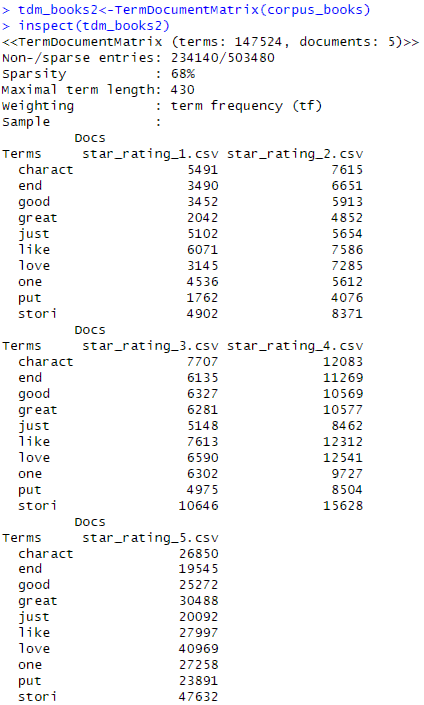 > tdm_books2<-TermDocumentMatrix(corpus_books)
> inspect(tdm_books2)
<<TermDocumentMatrix (terms: 147524, documents: 5)>>
Non-/sparse entries: 234140/503480
Sparsity           : 68%
Maximal term length: 430
Weighting          : term frequency (tf)
Sample             :
         Docs
Terms     star_rating_1.csv star_rating_2.csv
  charact              5491              7615
  end                  3490              6651
  good                 3452              5913
  great                2042              4852
  just                 5102              5654
  like                 6071              7586
  love                 3145              7285
  one                  4536              5612
  put                  1762              4076
  stori                4902              8371
         Docs
Terms     star_rating_3.csv star_rating_4.csv
  charact              7707             12083
  end                  6135             11269
  good                 6327             10569
  great                6281             10577
  just                 5148              8462
  like                 7613             12312
  love                 6590             12541
  one                  6302              9727
  put                  4975              8504
  stori               10646             15628
         Docs
Terms     star_rating_5.csv
  charact             26850
  end                 19545
  good                25272
  great               30488
  just                20092
  like                27997
  love                40969
  one                 27258
  put                 23891
  stori               47632